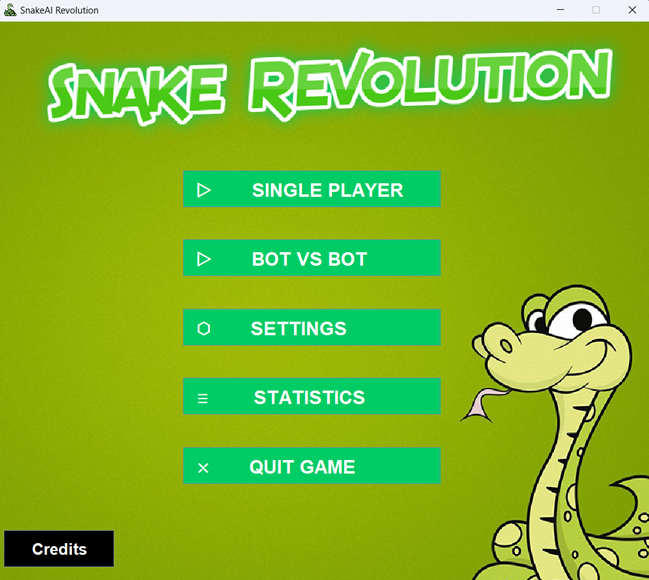 SnakeAI Revolution
SNAKE REVOLUTION
SINGLE PLAYER
BOT VS BOT
SETTINGS
STATISTICS
QUIT GAME
Credits